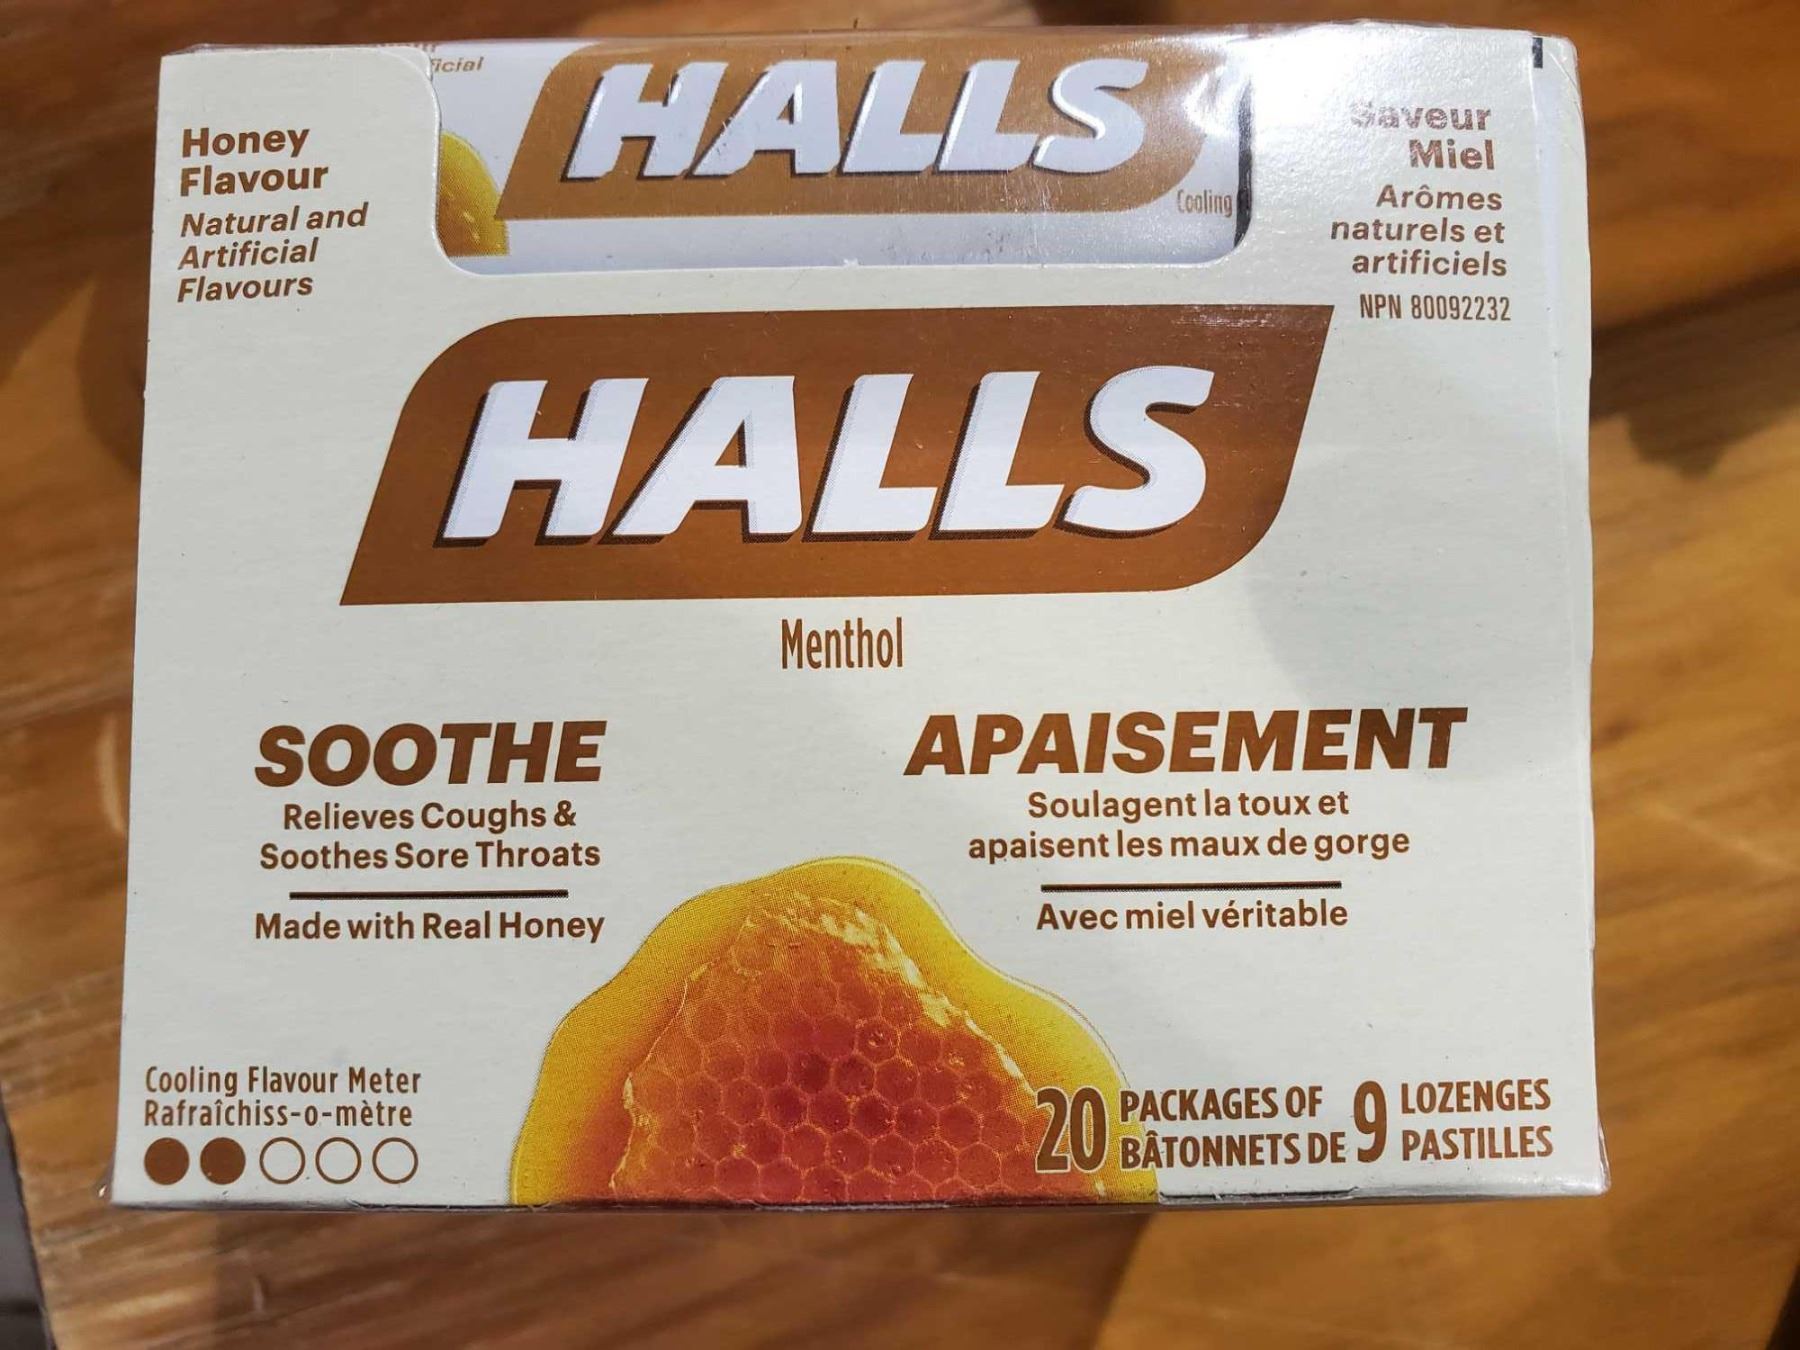 HALLS
Cooling
Honey
Flavour
Natural and
Artificial
Flavours
Saveur
Miel
Arômes
naturels et
artificiels
NPN 80092232
HALLS
Menthol
SOOTHE
Relieves Coughs &
Soothes Sore Throats
Made with Real Honey
APAISEMENT
Soulagent la toux et
apaisent les maux de gorge
Avec miel véritable
Cooling Flavour Meter
Rafraîchiss-o-mètre
20 PACKAGES OF 9 LOZENGES
BÂTONNETS DE PASTILLES